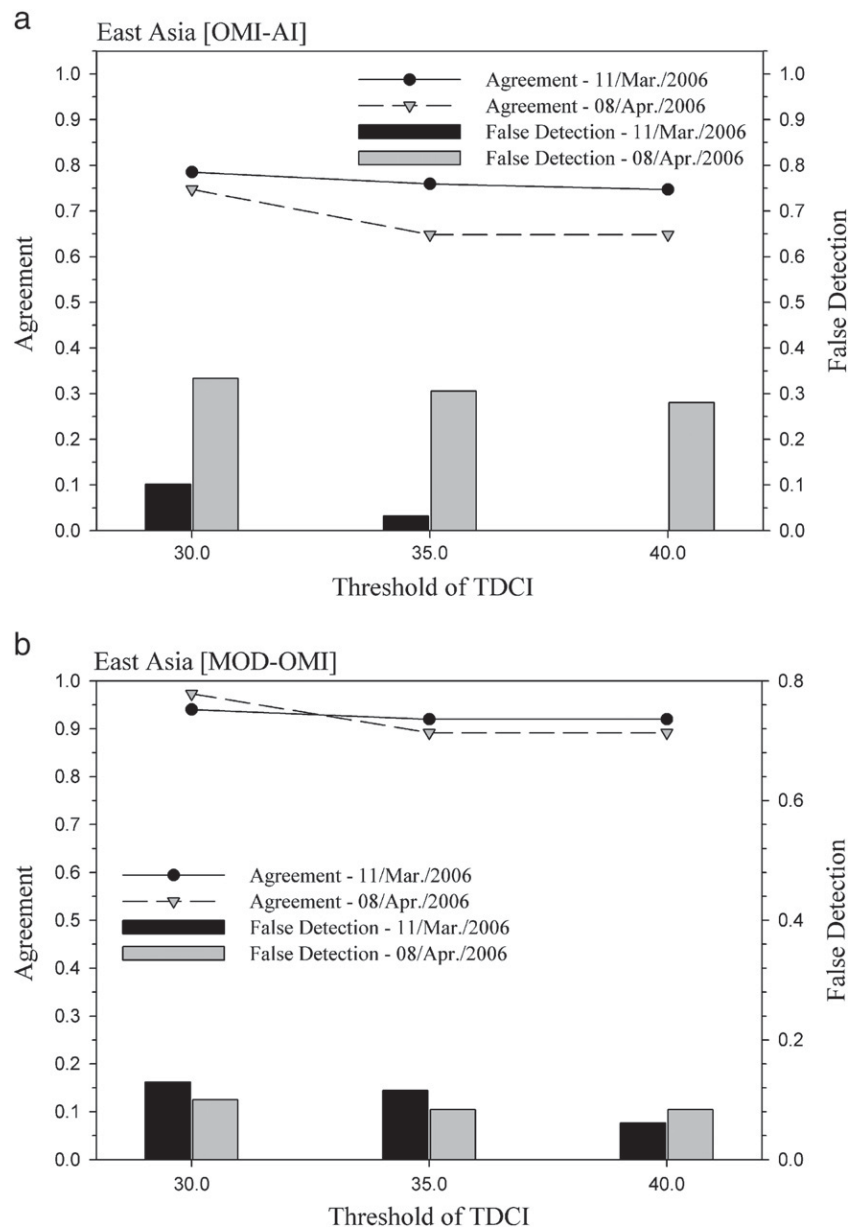 a
East Asia [OMI-AI]
1.0
0.9
0.8
0.7
0.6
0.5
0.4
0.3
0.2
0.1
0.0
Agreement
Agreement - 11/Mar./2006
Agreement - 08/Apr./2006
False Detection - 11/Mar./2006
False Detection - 08/Apr./2006
1.0
0.9
0.8
0.7
0.6
0.5
0.4
0.3
0.2
0.1
0.0
False Detection
30.0 35.0 40.0
Threshold of TDCI
b
East Asia [MOD-OMI]
1.0
0.9
0.8
0.7
0.6
0.5
0.4
0.3
0.2
0.1
0.0
Agreement
Agreement - 11/Mar./2006
Agreement - 08/Apr./2006
False Detection - 11/Mar./2006
False Detection - 08/Apr./2006
0.8
0.6
0.4
0.2
0.0
False Detection
30.0 35.0 40.0
Threshold of TDCI